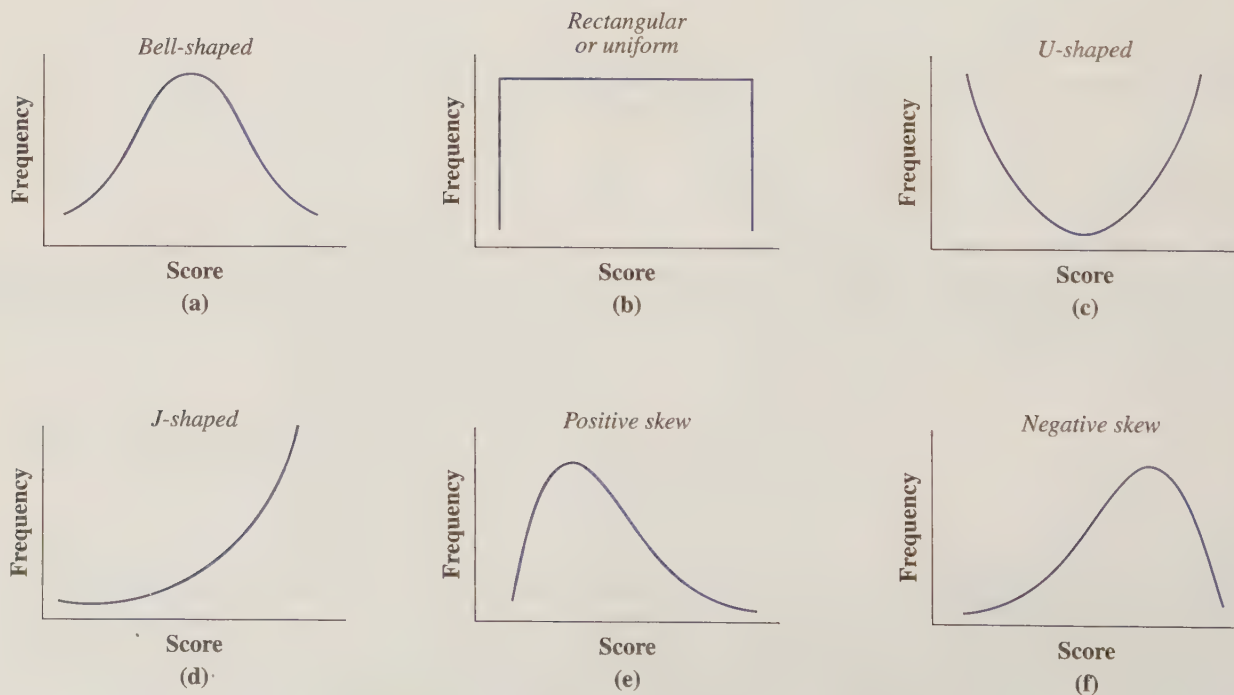 Bell-shaped
Frequency
Score
(a)
Rectangular
or uniform
Frequency
Score
(b)
U-shaped
Frequency
Score
(c)
J-shaped
Frequency
Score
(d)
Positive skew
Frequency
Score
(e)
Negative skew
Frequency
Score
(f)